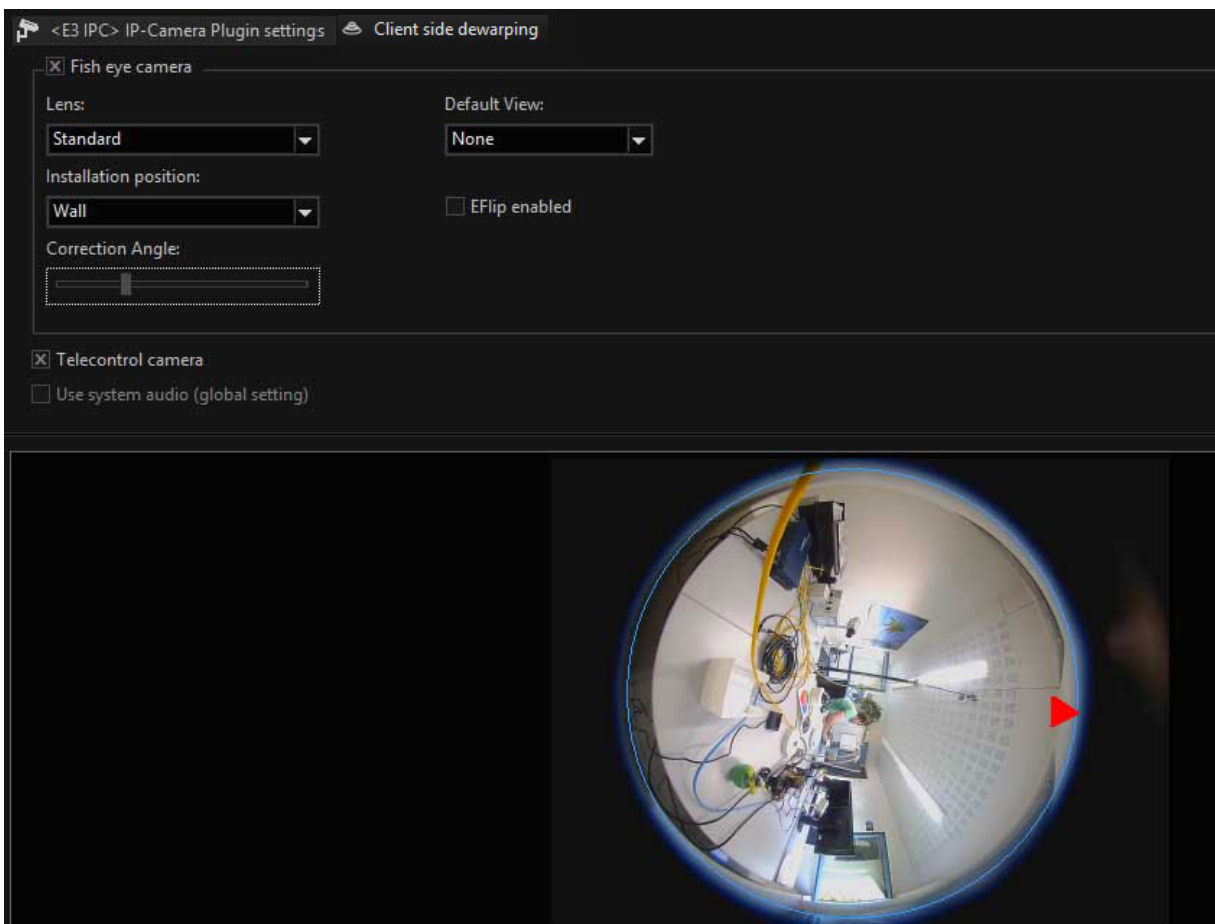 <E3 IPC> IP-Camera Plugin settings
Client side dewarping
Fish eye camera
Lens:
Default View:
Standard
None
Installation position:
Wall
EFlip enabled
Correction Angle:
Telecontrol camera
Use system audio (global setting)